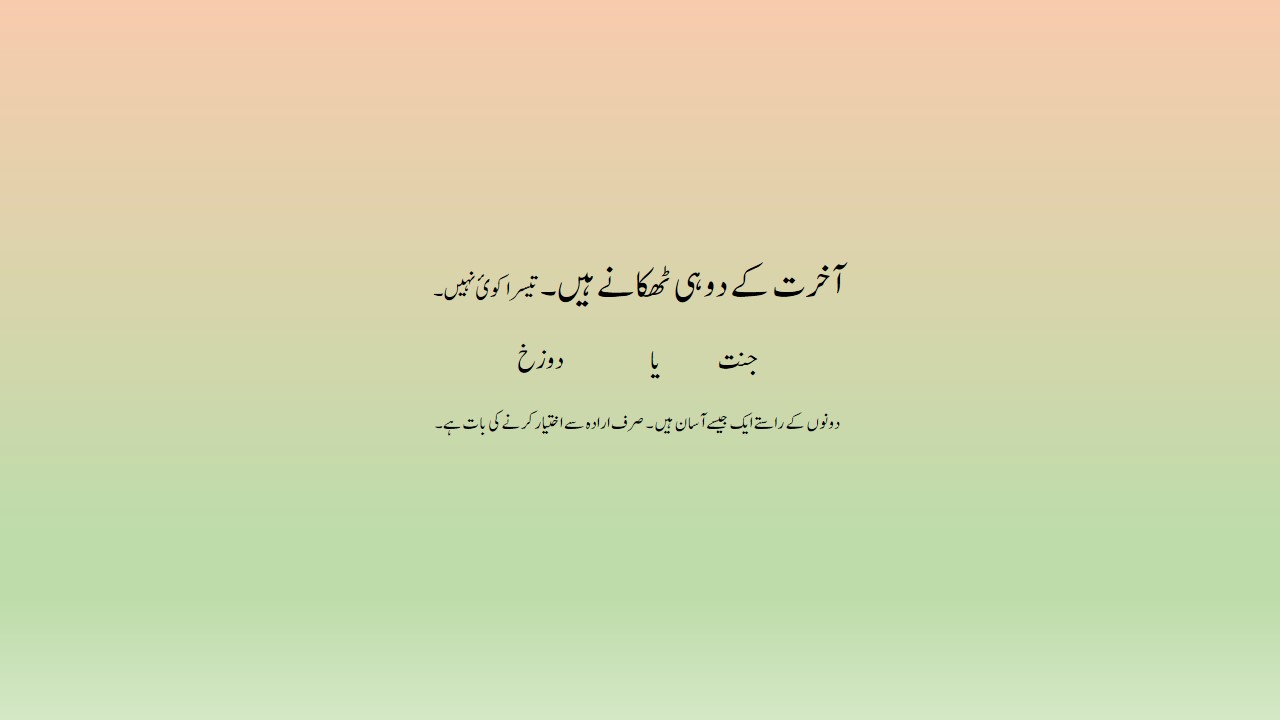 آخرت کے دو ہی ٹھکانے ہیں۔ تیسرا کوئ نہیں۔
جنت یا دوزخ
دونوں کے راستے ایک جیسے آسان ہیں۔ صرف ارادہ سے اختیار کرنے کی بات ہے۔